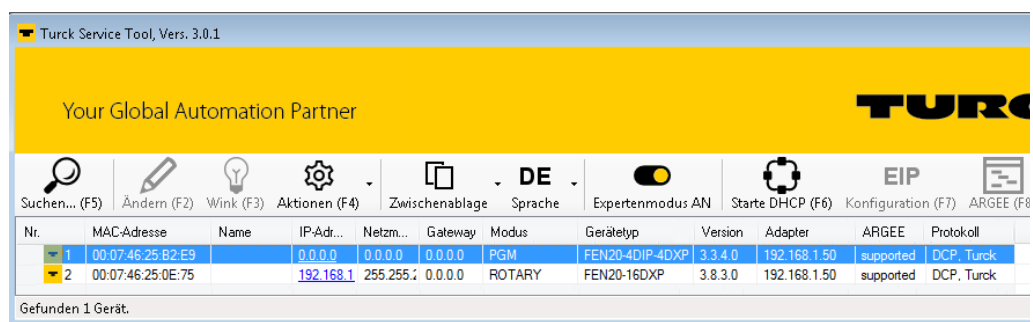 Turck Service Tool, Vers. 3.0.1
Your Global Automation Partner
TURC
Suchen... (F5) Ändern (F2) Wink (F3) Aktionen (F4) Zwischenablage DE Sprache Expertenmodus AN Starte DHCP (F6) EIP Konfiguration (F7) ARGEE (F8
Nr. MAC-Adresse Name IP-Adr... Netzm... Gateway Modus Gerätetyp Version Adapter ARGEE Protokoll
1 00:07:46:25:B2:E9 0.0.0.0 0.0.0.0 0.0.0.0 PGM FEN20-4DIP-4DXP 3.3.4.0 192.168.1.50 supported DCP, Turck
2 00:07:46:25:0E:75 192.168.1 255.255.2 0.0.0.0 ROTARY FEN20-16DXP 3.8.3.0 192.168.1.50 supported DCP, Turck
Gefunden 1 Gerät.